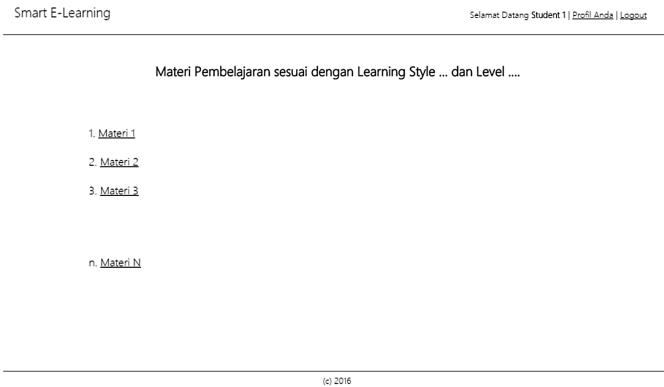 Smart E-Learning
Selamat Datang Student 1 | Profil Anda | Logout
Materi Pembelajaran sesuai dengan Learning Style ... dan Level ....
1. Materi 1
2. Materi 2
3. Materi 3
n. Materi N
(c) 2016